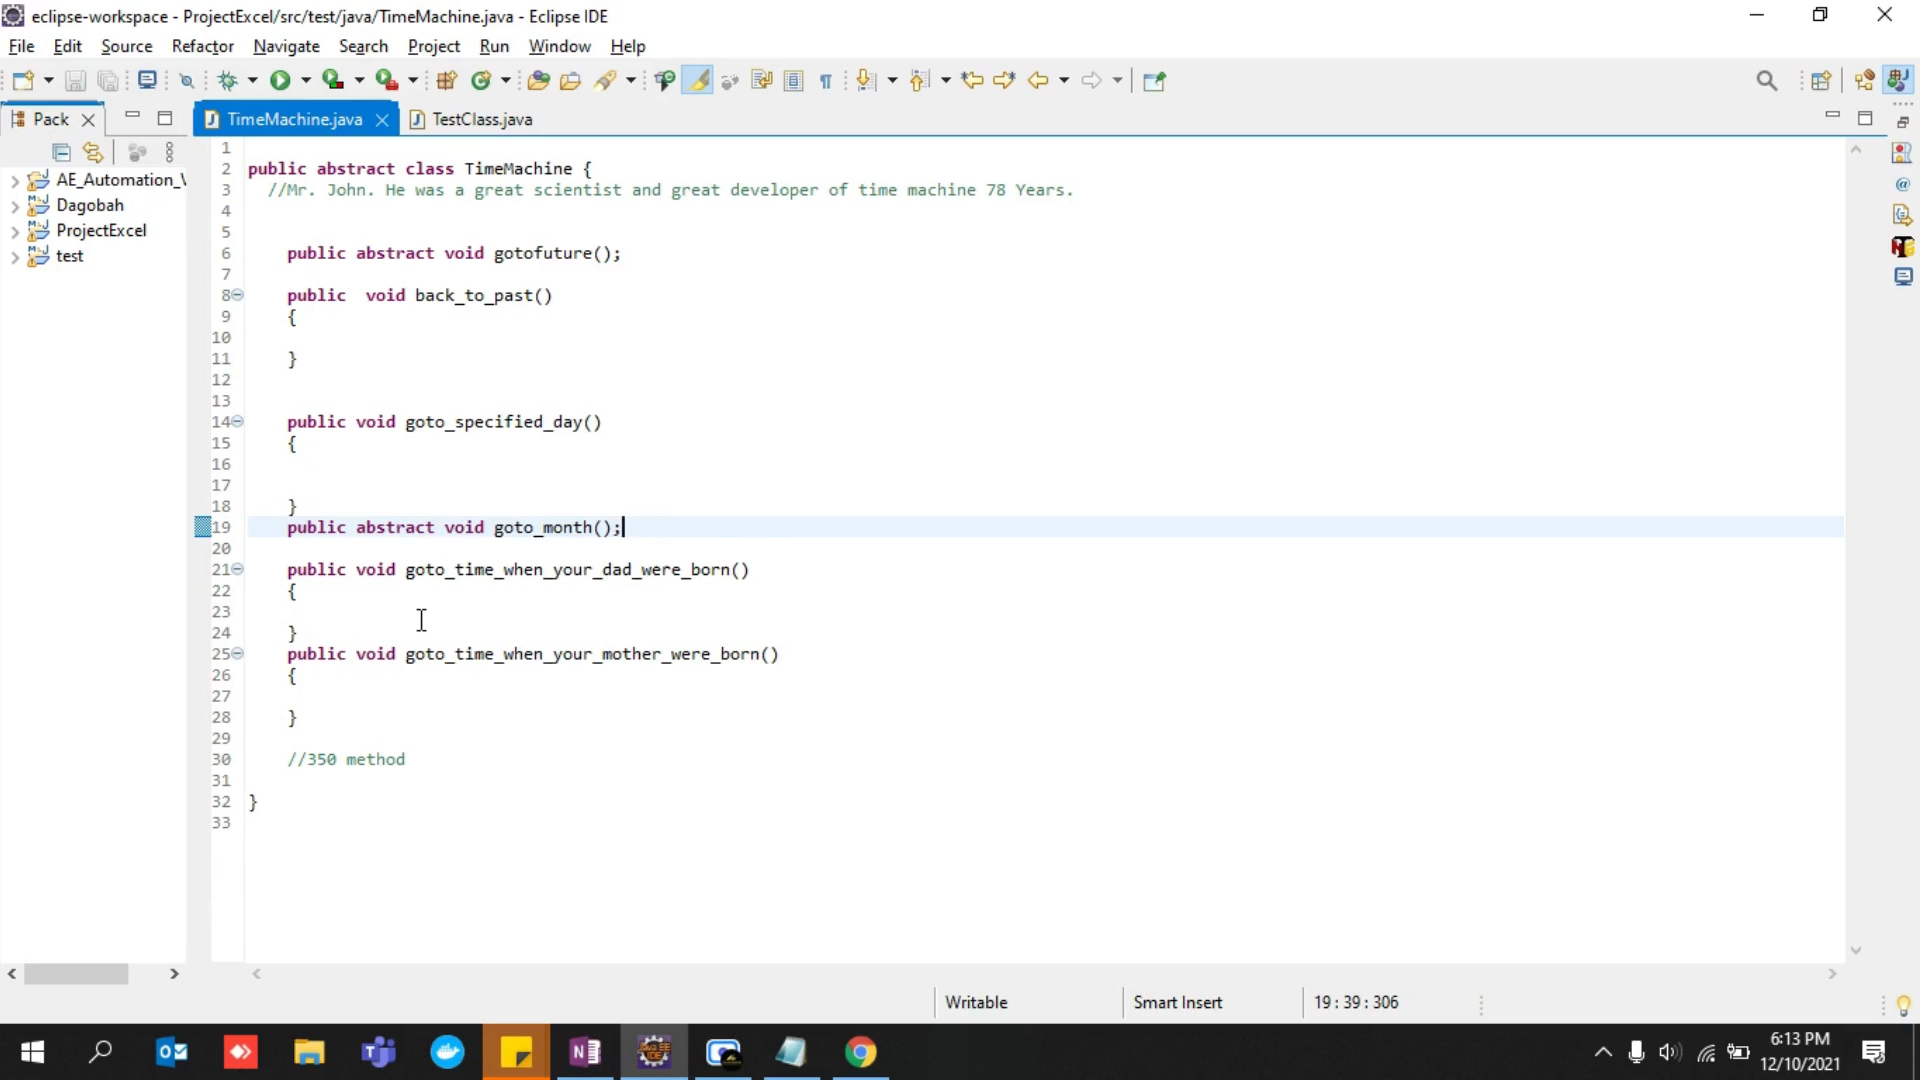 eclipse-workspace - ProjectExcel/src/test/java/TimeMachine.java - Eclipse IDE
File Edit Source Refactor Navigate Search Project Run Window Help
Pack
TimeMachine.java TestClass.java
AE_Automation_
Dagobah
ProjectExcel
test
1
2 public abstract class TimeMachine {
3 //Mr. John. He was a great scientist and great developer of time machine 78 Years.
4
5
6 public abstract void gotofuture();
7
8 public  void back_to_past()
9 {
10
11 }
12
13
14 public void goto_specified_day()
15 {
16
17
18 }
19 public abstract void goto_month();
20
21 public void goto_time_when_your_dad_were_born()
22 {
23
24 }
25 public void goto_time_when_your_mother_were_born()
26 {
27
28 }
29
30 //350 method
31
32 }
33
Writable Smart Insert 19 : 39 : 306
6:13 PM
12/10/2021